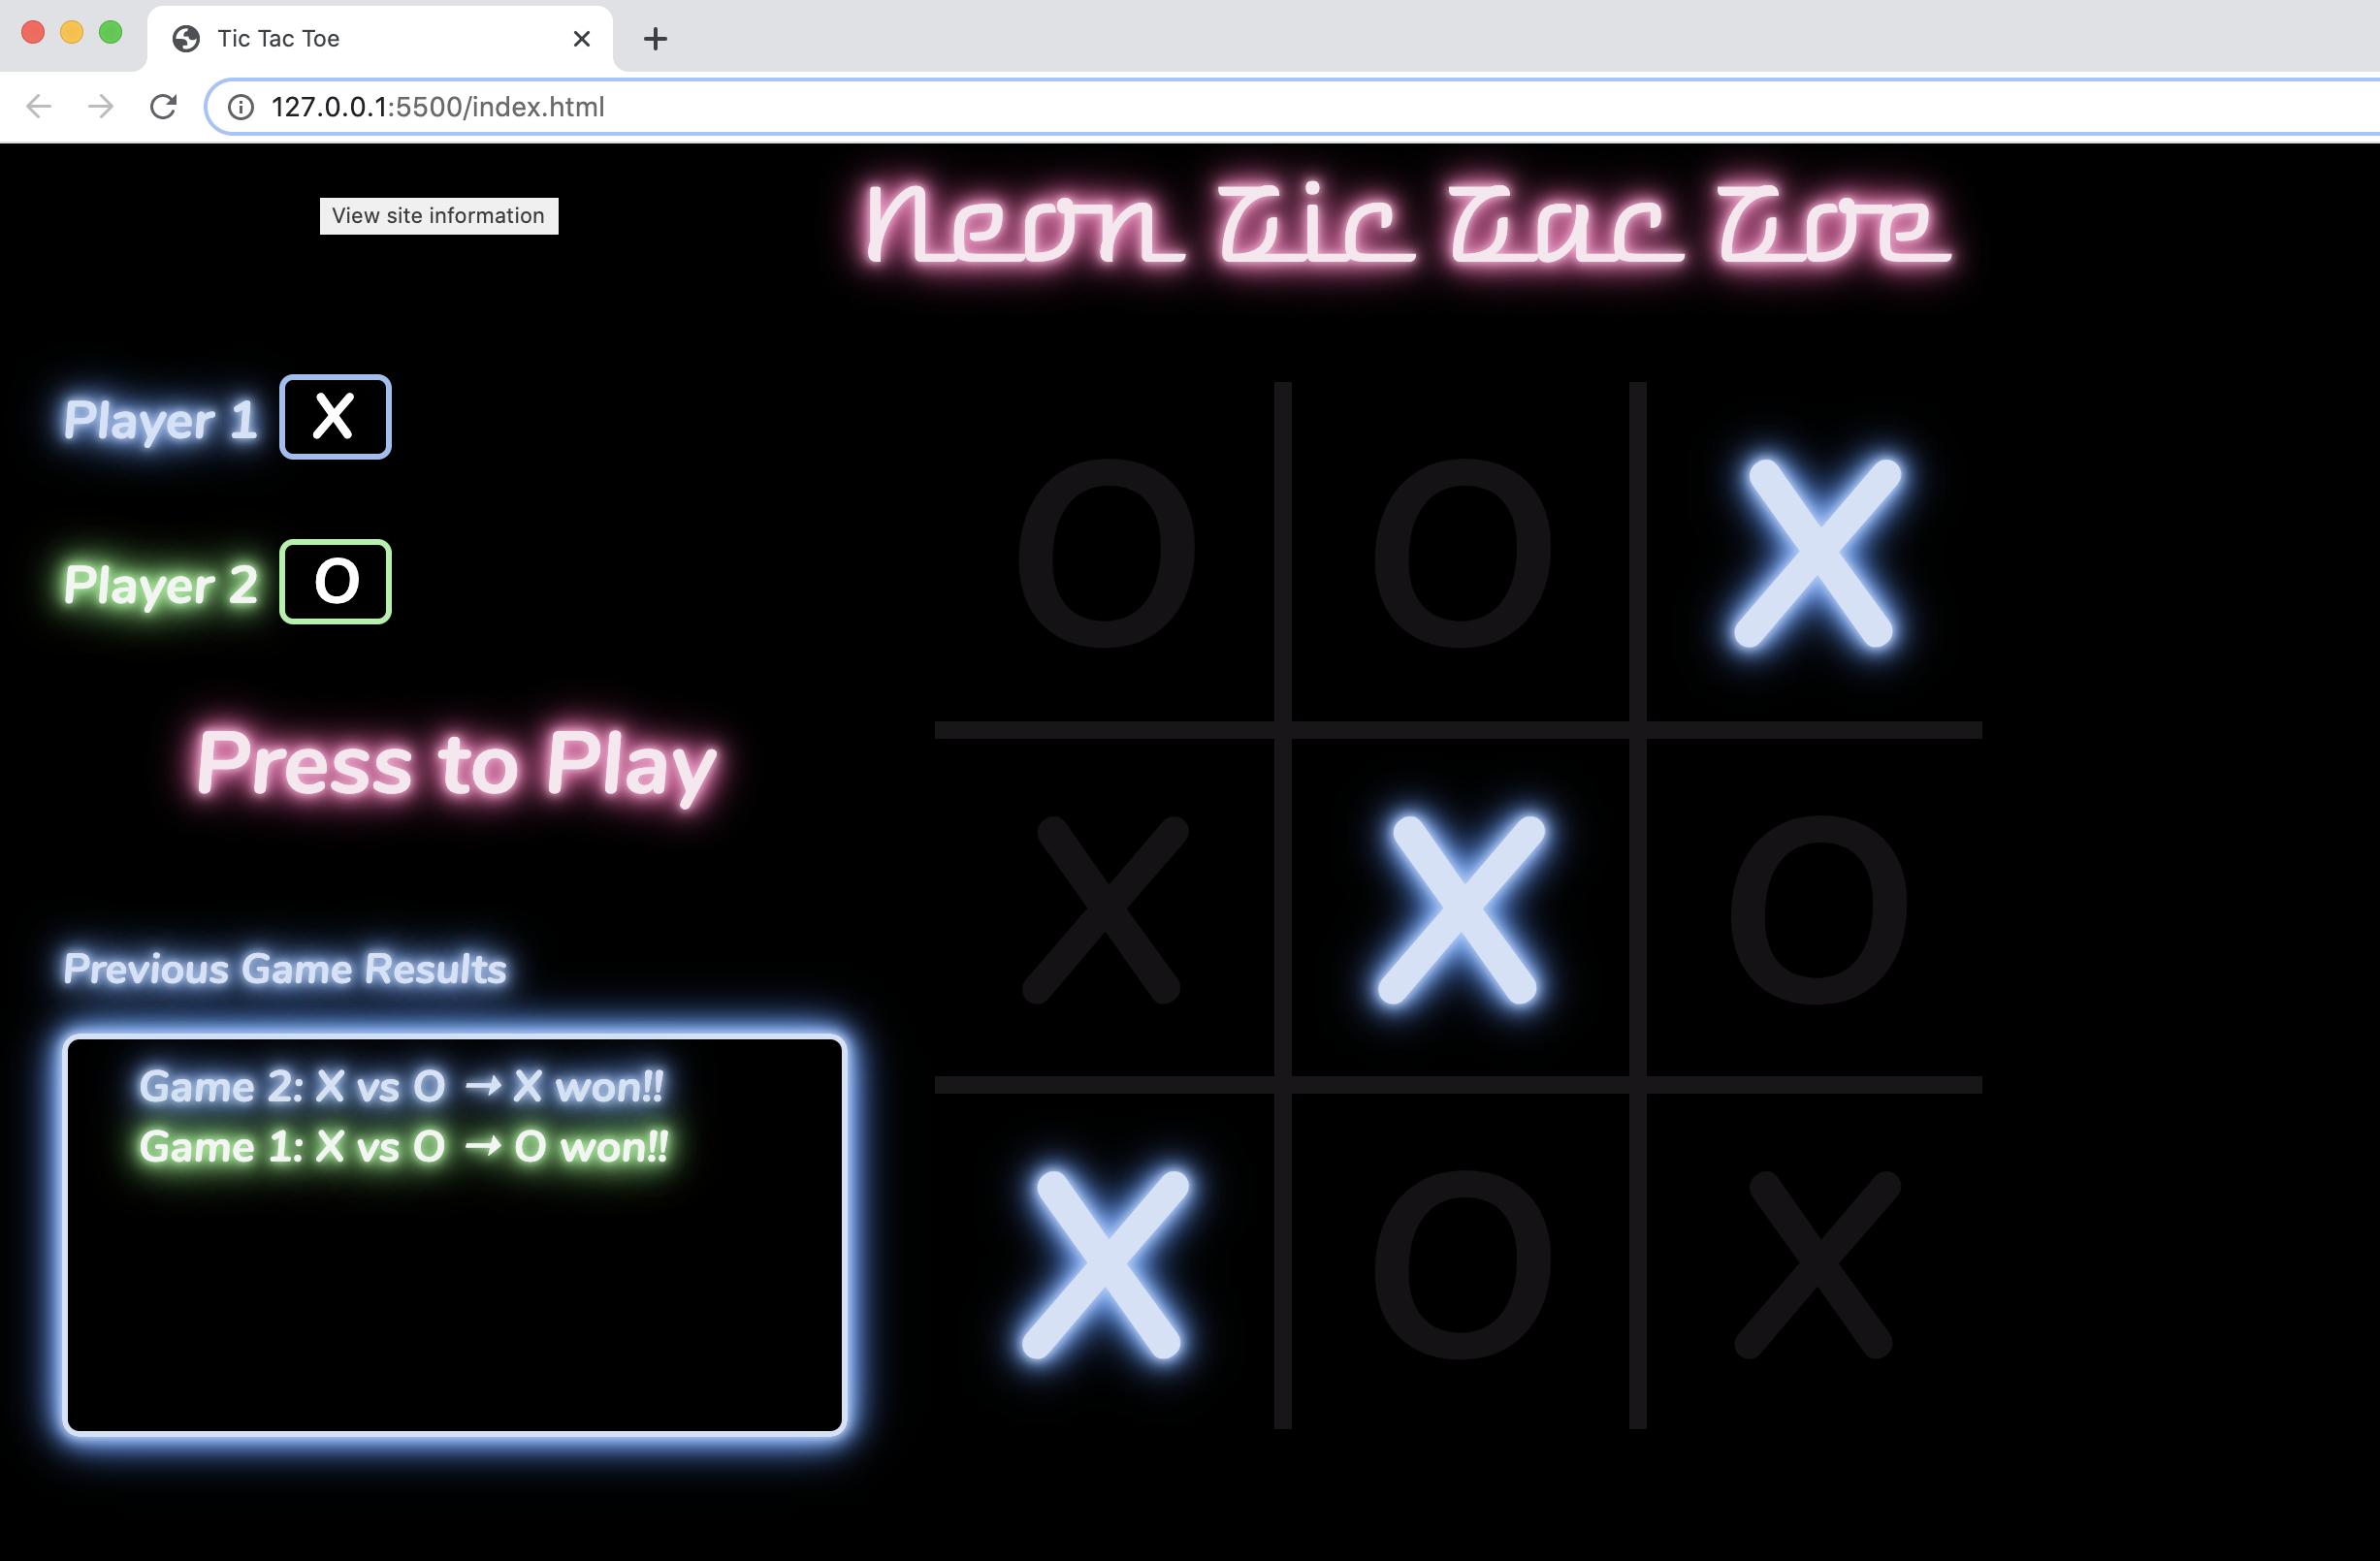 Tic Tac Toe
127.0.0.1:5500/index.html
View site information
Neon Tic Tac Toe
Player 1 X
Player 2 O
Press to Play
Previous Game Results
Game 2: X vs O → X won!!
Game 1: X vs O → O won!!
O O X
X X O
X O X